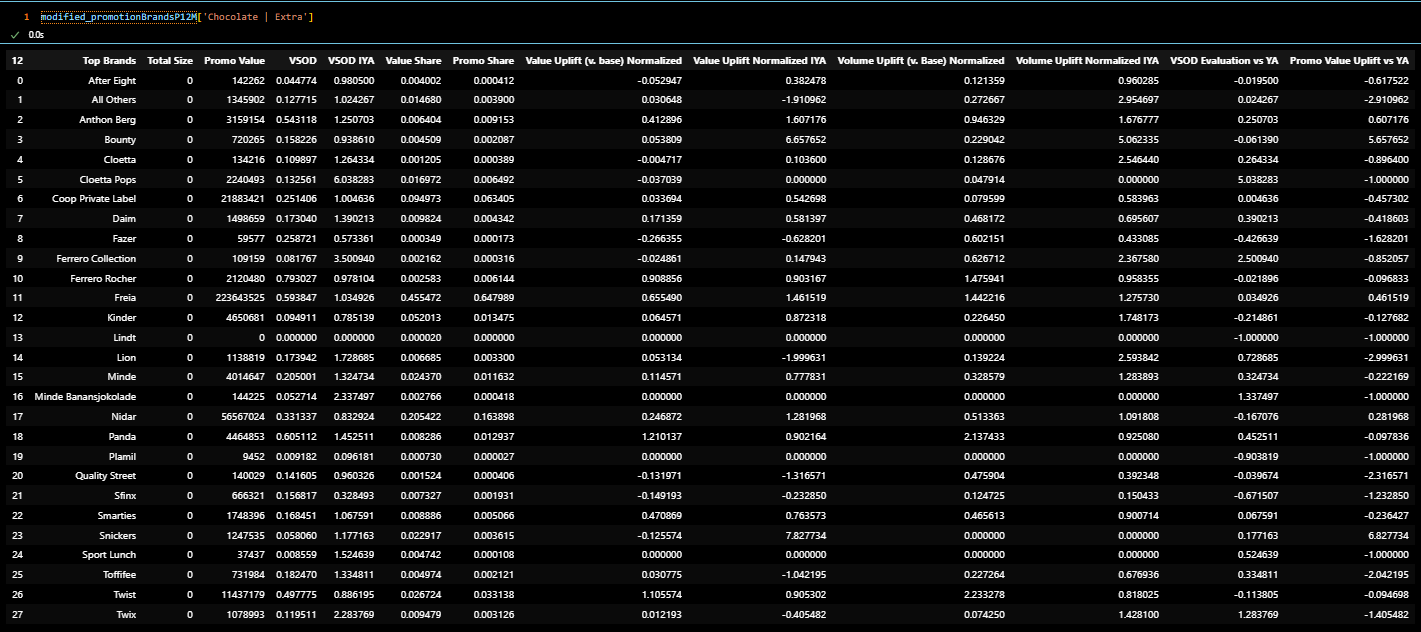 1 modified_promotionBrandsP12M['Chocolate | Extra']
✓ 0.0s
12 Top Brands Total Size Promo Value VSOD VSOD IYA Value Share Promo Share Value Uplift (v. base) Normalized Value Uplift Normalized IYA Volume Uplift (v. Base) Normalized Volume Uplift Normalized IYA VSOD Evaluation vs YA Promo Value Uplift vs YA
0 After Eight 0 142262 0.044774 0.980500 0.004002 0.000412 -0.052947 0.382478 0.121359 0.960285 -0.019500 -0.617522
1 All Others 0 1345902 0.127715 1.024267 0.014680 0.003900 0.030648 -1.910962 0.272667 2.954697 0.024267 -2.910962
2 Anthon Berg 0 3159154 0.543118 1.250703 0.006404 0.009153 0.412896 1.607176 0.946329 1.676777 0.250703 0.607176
3 Bounty 0 720265 0.158226 0.938610 0.004509 0.002087 0.053809 6.657652 0.229042 5.062335 -0.061390 5.657652
4 Cloetta 0 134216 0.109897 1.264334 0.001205 0.000389 -0.004717 0.103600 0.128676 2.546440 0.264334 -0.896400
5 Cloetta Pops 0 2240493 0.132561 6.038283 0.016972 0.006492 -0.037039 0.000000 0.047914 0.000000 5.038283 -1.000000
6 Coop Private Label 0 21883421 0.251406 1.004636 0.094973 0.063405 0.033694 0.542698 0.079599 0.583963 0.004636 -0.457302
7 Daim 0 1498659 0.173040 1.390213 0.009824 0.004342 0.171359 0.581397 0.468172 0.695607 0.390213 -0.418603
8 Fazer 0 59577 0.258721 0.573361 0.000349 0.000173 -0.266355 -0.628201 0.602151 0.433085 -0.426639 -1.628201
9 Ferrero Collection 0 109159 0.081767 3.500940 0.002162 0.000316 -0.024861 0.147943 0.626712 2.367580 2.500940 -0.852057
10 Ferrero Rocher 0 2120480 0.793027 0.978104 0.002583 0.006144 0.908856 0.903167 1.475941 0.958355 -0.021896 -0.096833
11 Freia 0 223643525 0.593847 1.034926 0.455472 0.647989 0.655490 1.461519 1.442216 1.275730 0.034926 0.461519
12 Kinder 0 4650681 0.094911 0.785139 0.052013 0.013475 0.064571 0.872318 0.226450 1.748173 -0.214861 -0.127682
13 Lindt 0 0 0.000000 0.000000 0.000020 0.000000 0.000000 0.000000 0.000000 0.000000 -1.000000 -1.000000
14 Lion 0 1138819 0.173942 1.728685 0.006685 0.003300 0.053134 -1.999631 0.139224 2.593842 0.728685 -2.999631
15 Minde 0 4014647 0.205001 1.324734 0.024370 0.011632 0.114571 0.777831 0.328579 1.283893 0.324734 -0.222169
16 Minde Banansjokolade 0 144225 0.052714 2.337497 0.002766 0.000418 0.000000 0.000000 0.000000 0.000000 1.337497 -1.000000
17 Nidar 0 56567024 0.331337 0.832924 0.205422 0.163898 0.246872 1.281968 0.513363 1.091808 -0.167076 0.281968
18 Panda 0 4464853 0.605112 1.452511 0.008286 0.012937 1.210137 0.902164 2.137433 0.925080 0.452511 -0.097836
19 Plamil 0 9452 0.009182 0.096181 0.000730 0.000027 0.000000 0.000000 0.000000 0.000000 -0.903819 -1.000000
20 Quality Street 0 140029 0.141605 0.960326 0.001524 0.000406 -0.131971 -1.316571 0.475904 0.392348 -0.039674 -2.316571
21 Sfinx 0 666321 0.156817 0.328493 0.007327 0.001931 -0.149193 -0.232850 0.124725 0.150433 -0.671507 -1.232850
22 Smarties 0 1748396 0.168451 1.067591 0.008886 0.005066 0.470869 0.763573 0.465613 0.900714 0.067591 -0.236427
23 Snickers 0 1247535 0.058060 1.177163 0.022917 0.003615 -0.125574 7.827734 0.000000 0.000000 0.177163 6.827734
24 Sport Lunch 0 37437 0.008559 1.524639 0.004742 0.000108 0.000000 0.000000 0.000000 0.000000 0.524639 -1.000000
25 Toffifee 0 731984 0.182470 1.334811 0.004974 0.002121 0.030775 -1.042195 0.227264 0.676936 0.334811 -2.042195
26 Twist 0 11437179 0.497775 0.886195 0.026724 0.033138 1.105574 0.905302 2.233278 0.818025 -0.113805 -0.094698
27 Twix 0 1078993 0.119511 2.283769 0.009479 0.003126 0.012193 -0.405482 0.074250 1.428100 1.283769 -1.405482